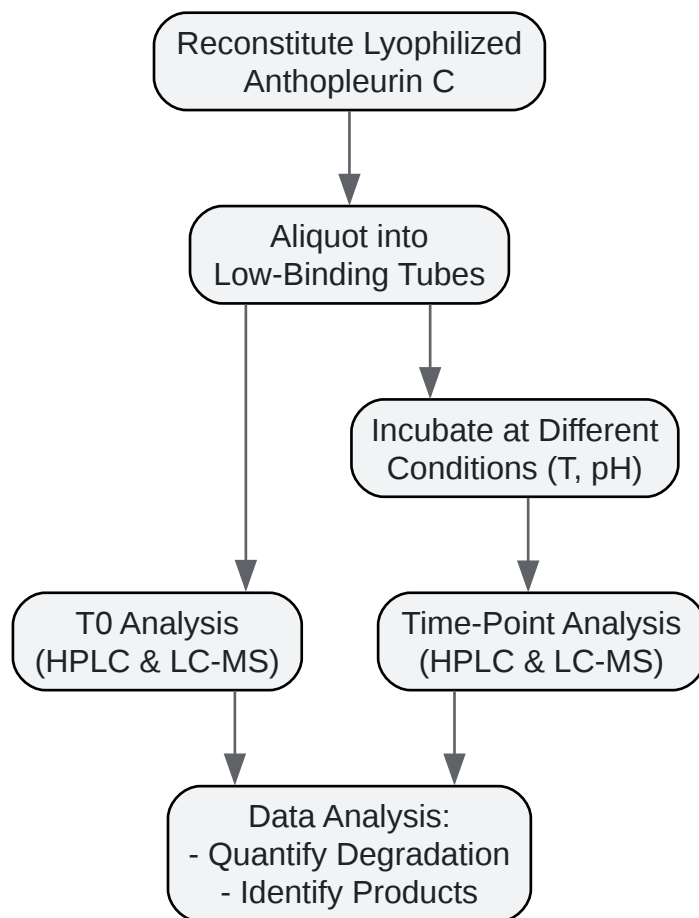 Reconstitute Lyophilized
Anthopleurin C
Aliquot into
Low-Binding Tubes
Incubate at Different
Conditions (T, pH)
T0 Analysis
(HPLC & LC-MS)
Time-Point Analysis
(HPLC & LC-MS)
Data Analysis:
- Quantify Degradation
- Identify Products